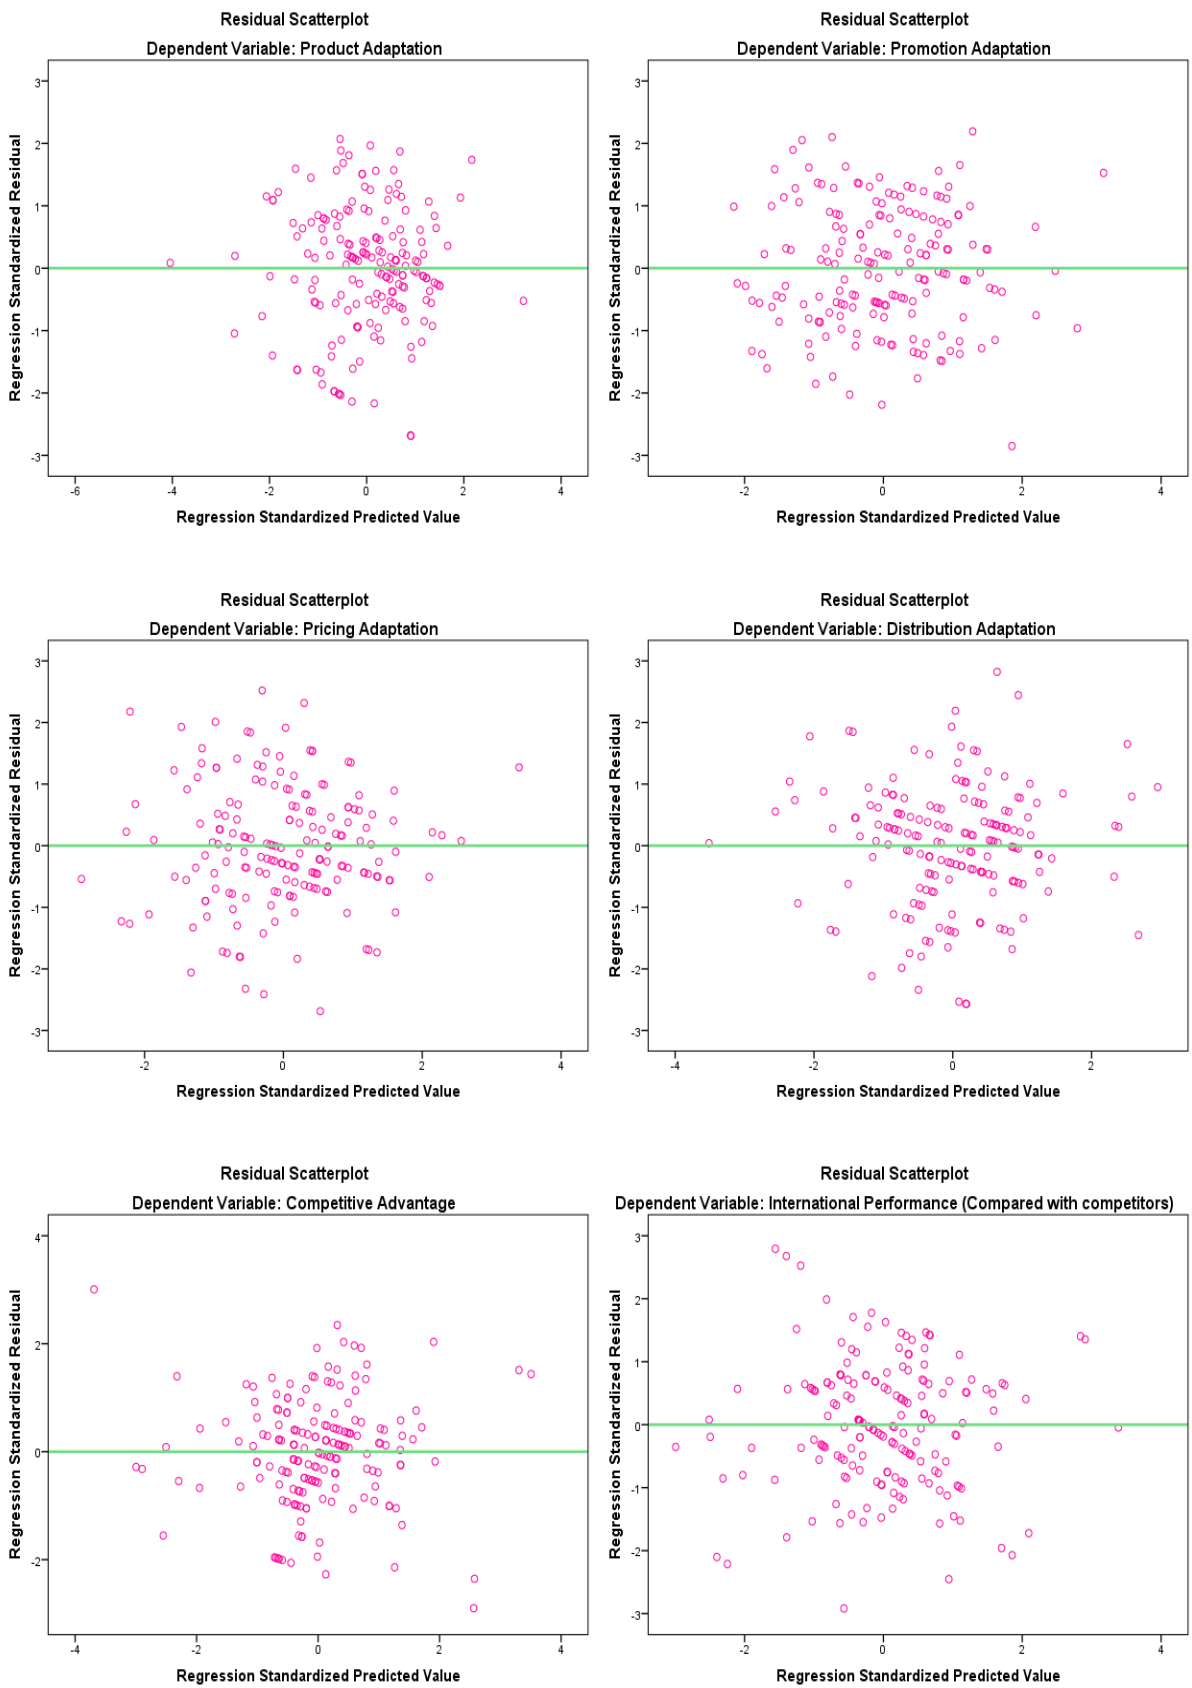 Residual Scatterplot
Dependent Variable: Product Adaptation
Regression Standardized Residual
3
2
1
0
-1
-2
-3
-6
-4
-2
0
2
4
Regression Standardized Predicted Value
Residual Scatterplot
Dependent Variable: Promotion Adaptation
Regression Standardized Residual
3
2
1
0
-1
-2
-3
-2
0
2
4
Regression Standardized Predicted Value
Residual Scatterplot
Dependent Variable: Pricing Adaptation
Regression Standardized Residual
3
2
1
0
-1
-2
-3
-2
0
2
4
Regression Standardized Predicted Value
Residual Scatterplot
Dependent Variable: Distribution Adaptation
Regression Standardized Residual
3
2
1
0
-1
-2
-3
-4
-2
0
2
Regression Standardized Predicted Value
Residual Scatterplot
Dependent Variable: Competitive Advantage
Regression Standardized Residual
4
2
0
-2
-4
-2
0
2
4
Regression Standardized Predicted Value
Residual Scatterplot
Dependent Variable: International Performance (Compared with competitors)
Regression Standardized Residual
3
2
1
0
-1
-2
-3
-2
0
2
4
Regression Standardized Predicted Value